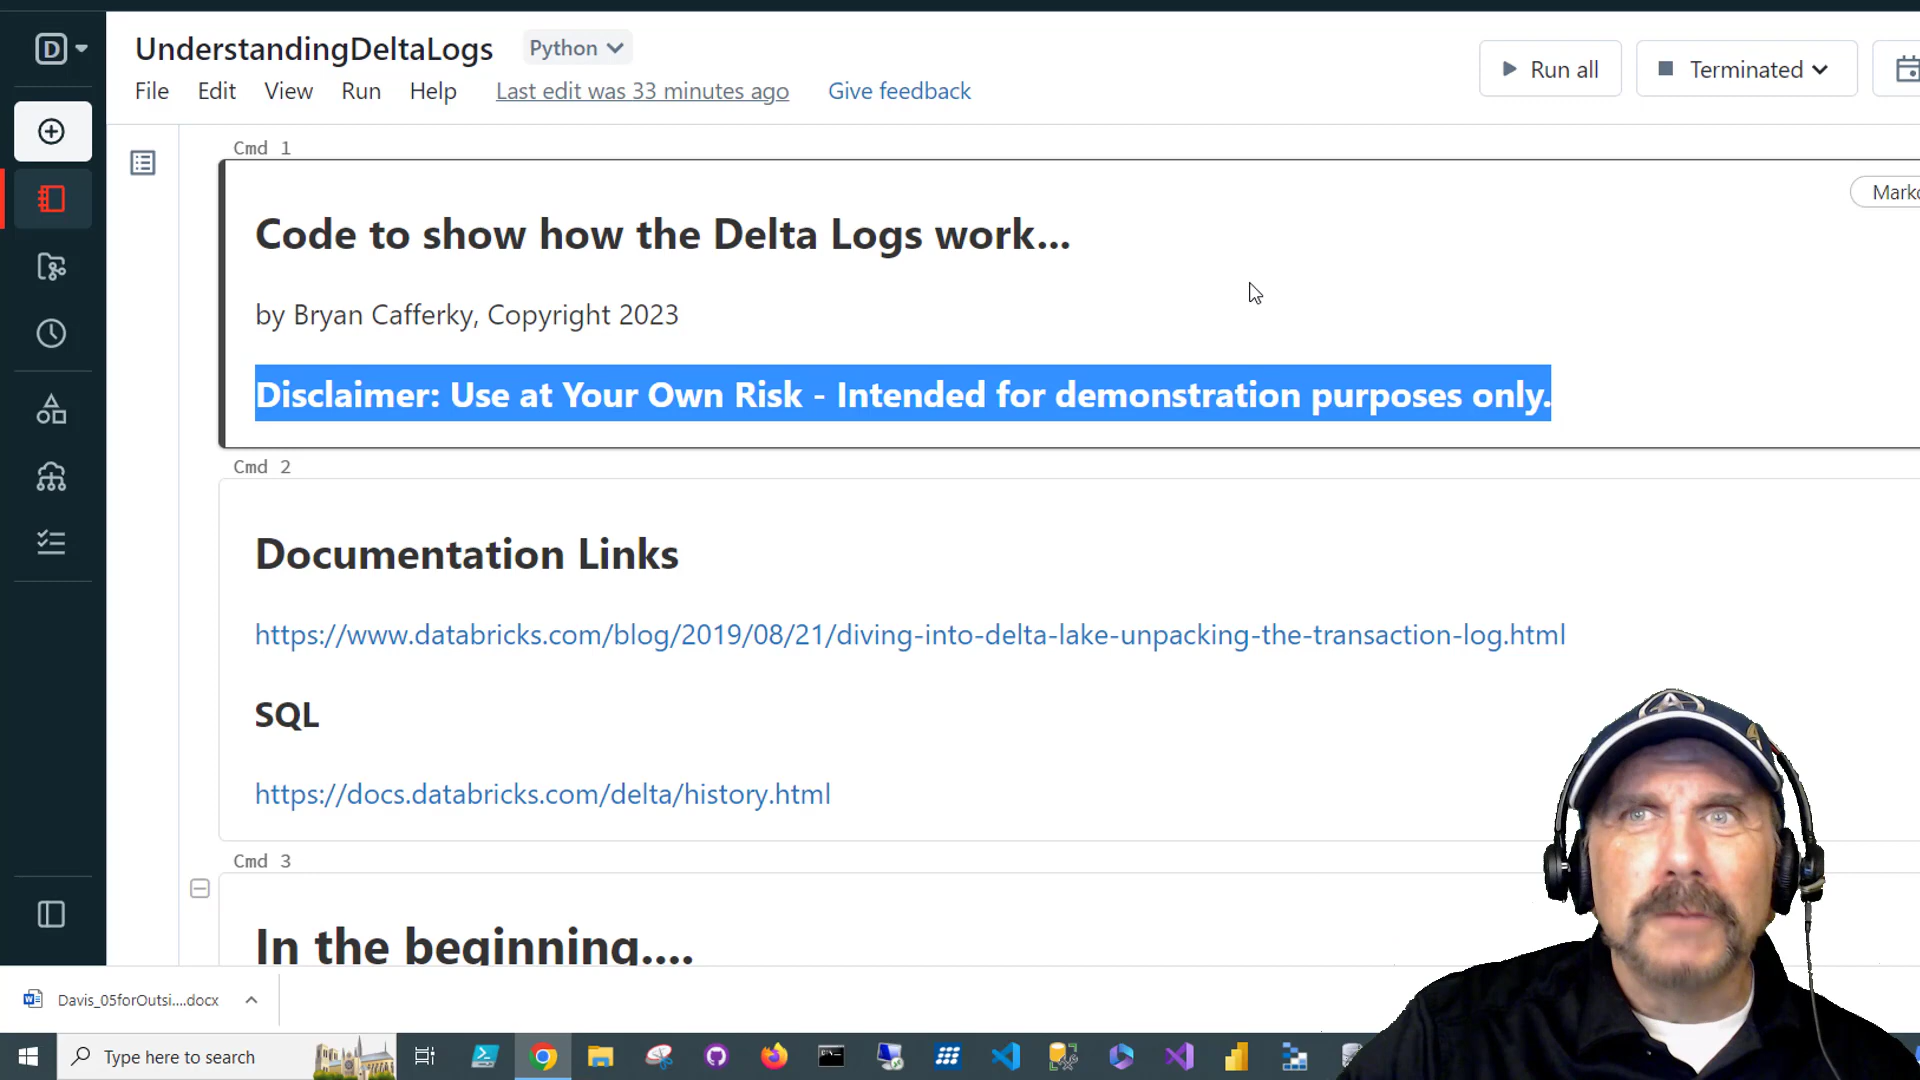 UnderstandingDeltaLogs
Python
File Edit View Run Help Last edit was 33 minutes ago Give feedback
Run all
Terminated
Cmd 1
Code to show how the Delta Logs work...
by Bryan Cafferky, Copyright 2023
Disclaimer: Use at Your Own Risk - Intended for demonstration purposes only.
Cmd 2
Documentation Links
https://www.databricks.com/blog/2019/08/21/diving-into-delta-lake-unpacking-the-transaction-log.html
SQL
https://docs.databricks.com/delta/history.html
Cmd 3
In the beginning....
Davis_05forOutsi....docx
Type here to search